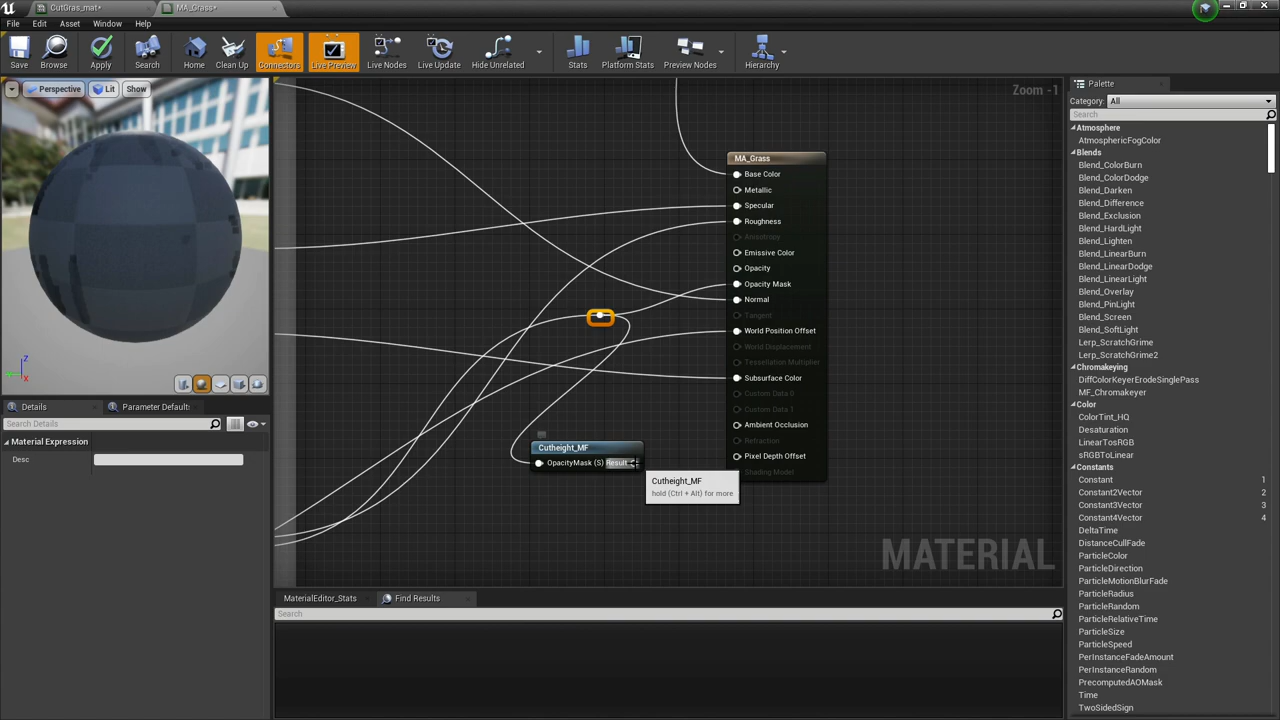 CutGras_mat*
MA_Grass*
File
Edit
Asset
Window
Help
Save
Browse
Apply
Search
Home
Clean Up
Connectors
Live Preview
Live Nodes
Live Update
Hide Unrelated
Stats
Platform Stats
Preview Nodes
Hierarchy
Perspective
Lit
Show
Z
X
Details
Parameter Default:
Search Details
Material Expression
Desc
Zoom -1
MA_Grass
Base Color
Metallic
Specular
Roughness
Anisotropy
Emissive Color
Opacity
Opacity Mask
Normal
Tangent
World Position Offset
World Displacement
Tessellation Multiplier
Subsurface Color
Custom Data 0
Custom Data 1
Ambient Occlusion
Refraction
Pixel Depth Offset
Shading Model
Cutheight_MF
OpacityMask (S) Result
Cutheight_MF
hold (Ctrl + Alt) for more
MATERIAL
MaterialEditor_Stats
Find Results
Search
Palette
Category: All
Search
Atmosphere
AtmosphericFogColor
Blends
Blend_ColorBurn
Blend_ColorDodge
Blend_Darken
Blend_Difference
Blend_Exclusion
Blend_HardLight
Blend_Lighten
Blend_LinearBurn
Blend_LinearDodge
Blend_LinearLight
Blend_Overlay
Blend_PinLight
Blend_Screen
Blend_SoftLight
Lerp_ScratchGrime
Lerp_ScratchGrime2
Chromakeying
DiffColorKeyerErodeSinglePass
MF_Chromakeyer
Color
ColorTint_HQ
Desaturation
LinearTosRGB
sRGBToLinear
Constants
Constant 1
Constant2Vector 2
Constant3Vector 3
Constant4Vector 4
DeltaTime
DistanceCullFade
ParticleColor
ParticleDirection
ParticleMotionBlurFade
ParticleRadius
ParticleRandom
ParticleRelativeTime
ParticleSize
ParticleSpeed
PerInstanceFadeAmount
PerInstanceRandom
PrecomputedAOMask
Time
TwoSidedSign